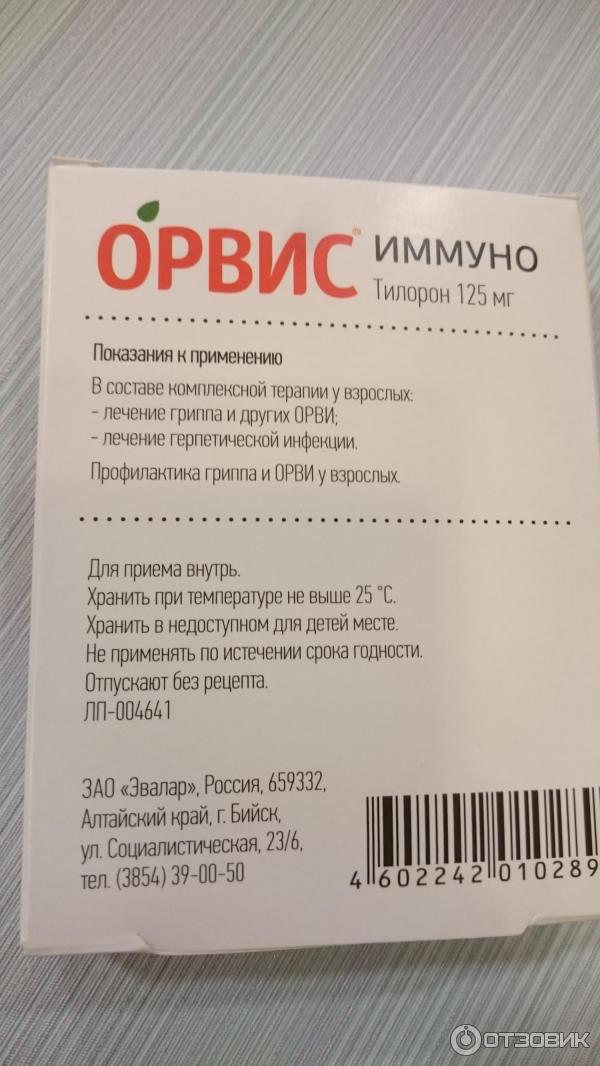 ОРВИС® ИММУНО
Тилорон 125 мг
Показания к применению
В составе комплексной терапии у взрослых:
- лечение гриппа и других ОРВИ;
- лечение герпетической инфекции.
Профилактика гриппа и ОРВИ у взрослых.
Для приема внутрь.
Хранить при температуре не выше 25 °С.
Хранить в недоступном для детей месте.
Не применять по истечении срока годности.
Отпускают без рецепта.
ЛП-004641
ЗАО «Эвалар», Россия, 659332,
Алтайский край, г. Бийск,
ул. Социалистическая, 23/6,
тел. (3854) 39-00-50
4 602242 010289
ОТЗОВИК